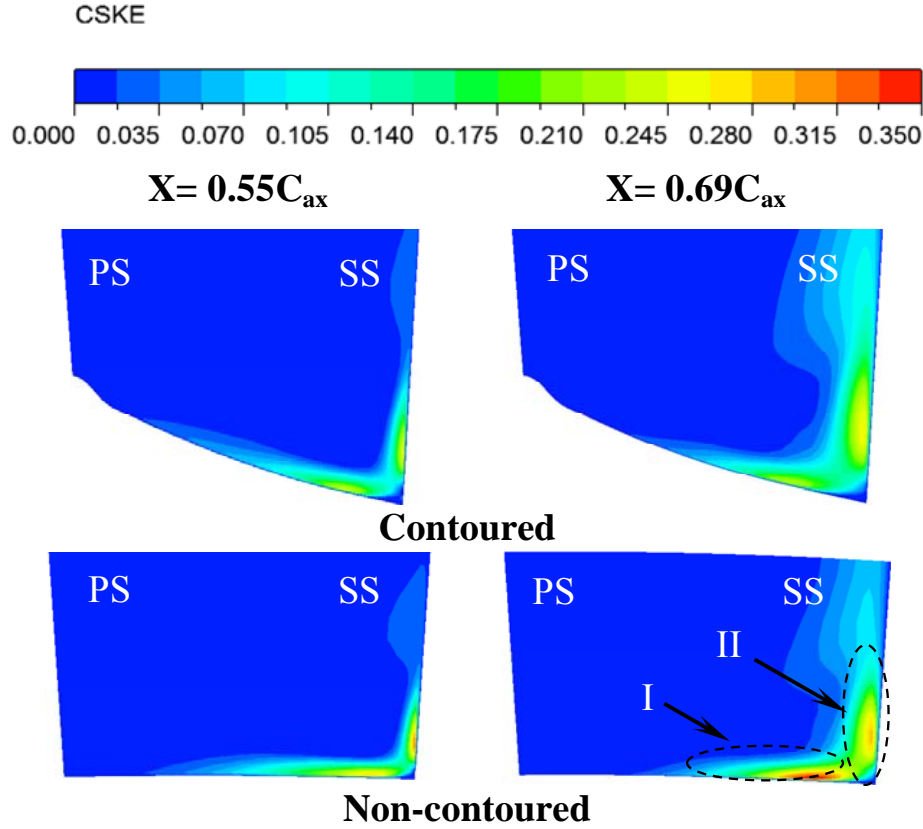 CSKE
0.000 0.035 0.070 0.105 0.140 0.175 0.210 0.245 0.280 0.315 0.350
X= 0.55Cax X= 0.69Cax
PS SS PS SS
Contoured
PS SS PS SS
II
I
Non-contoured